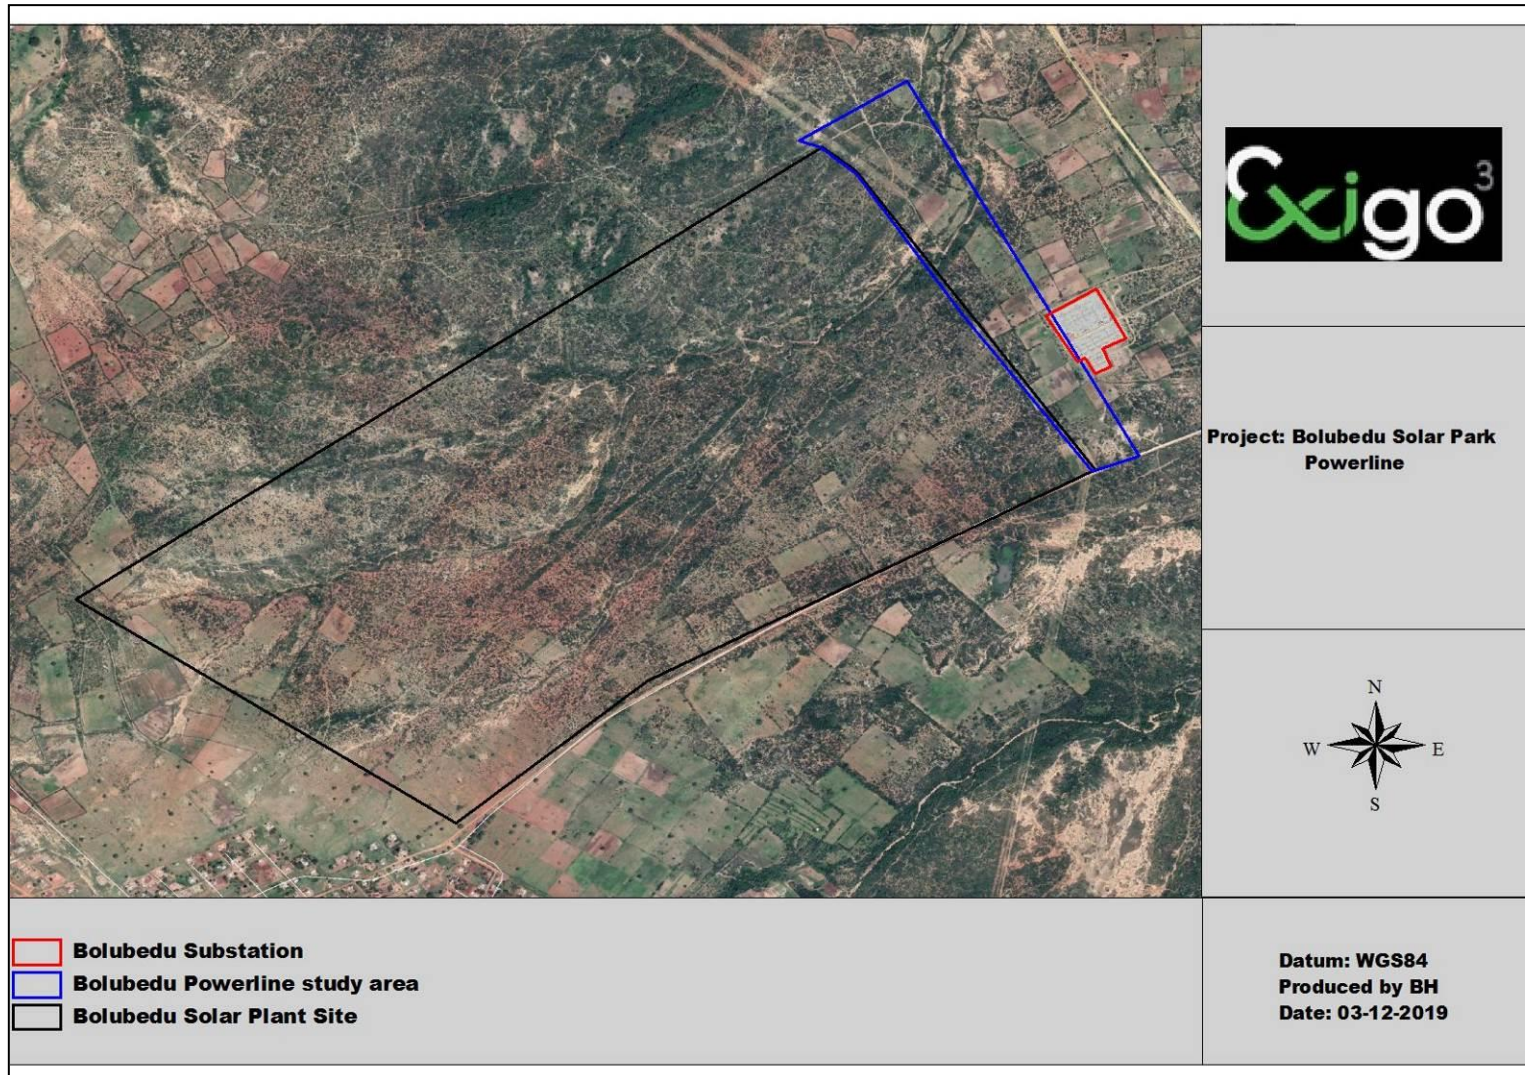 Exigo3
Project: Bolubedu Solar Park
Powerline
N
W
E
S
Bolubedu Substation
Bolubedu Powerline study area
Bolubedu Solar Plant Site
Datum: WGS84
Produced by BH
Date: 03-12-2019